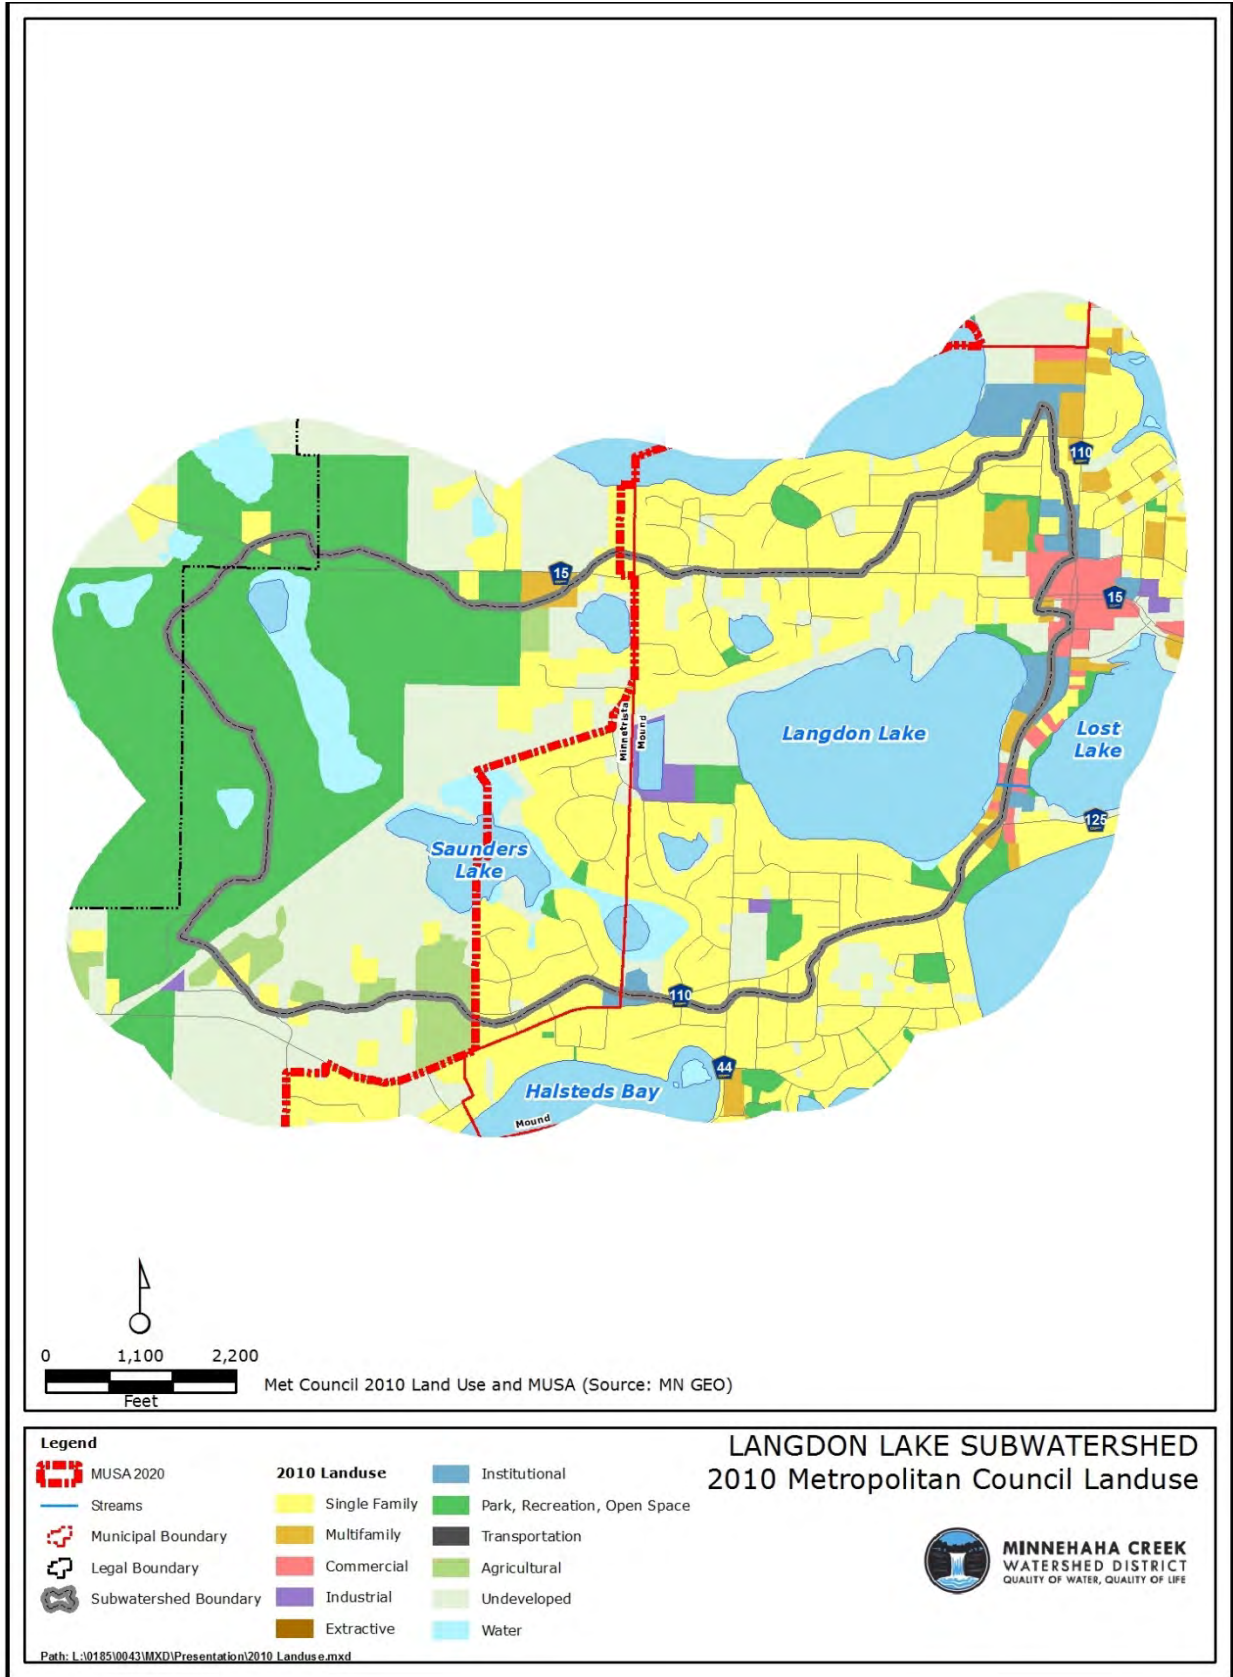 110
15
15
Minnetrista
Mound
Langdon Lake
Lost
Lake
125
Saunders
Lake
110
44
Halsteds Bay
Mound
0 1,100 2,200
Feet
Met Council 2010 Land Use and MUSA (Source: MN GEO)
Legend
MUSA 2020
Streams
Municipal Boundary
Legal Boundary
Subwatershed Boundary
2010 Landuse
Single Family
Multifamily
Commercial
Industrial
Extractive
Institutional
Park, Recreation, Open Space
Transportation
Agricultural
Undeveloped
Water
LANGDON LAKE SUBWATERSHED
2010 Metropolitan Council Landuse
MINNEHAHA CREEK
WATERSHED DISTRICT
QUALITY OF WATER, QUALITY OF LIFE
Path: L:\0185\0043\MXD\Presentation\2010 Landuse.mxd